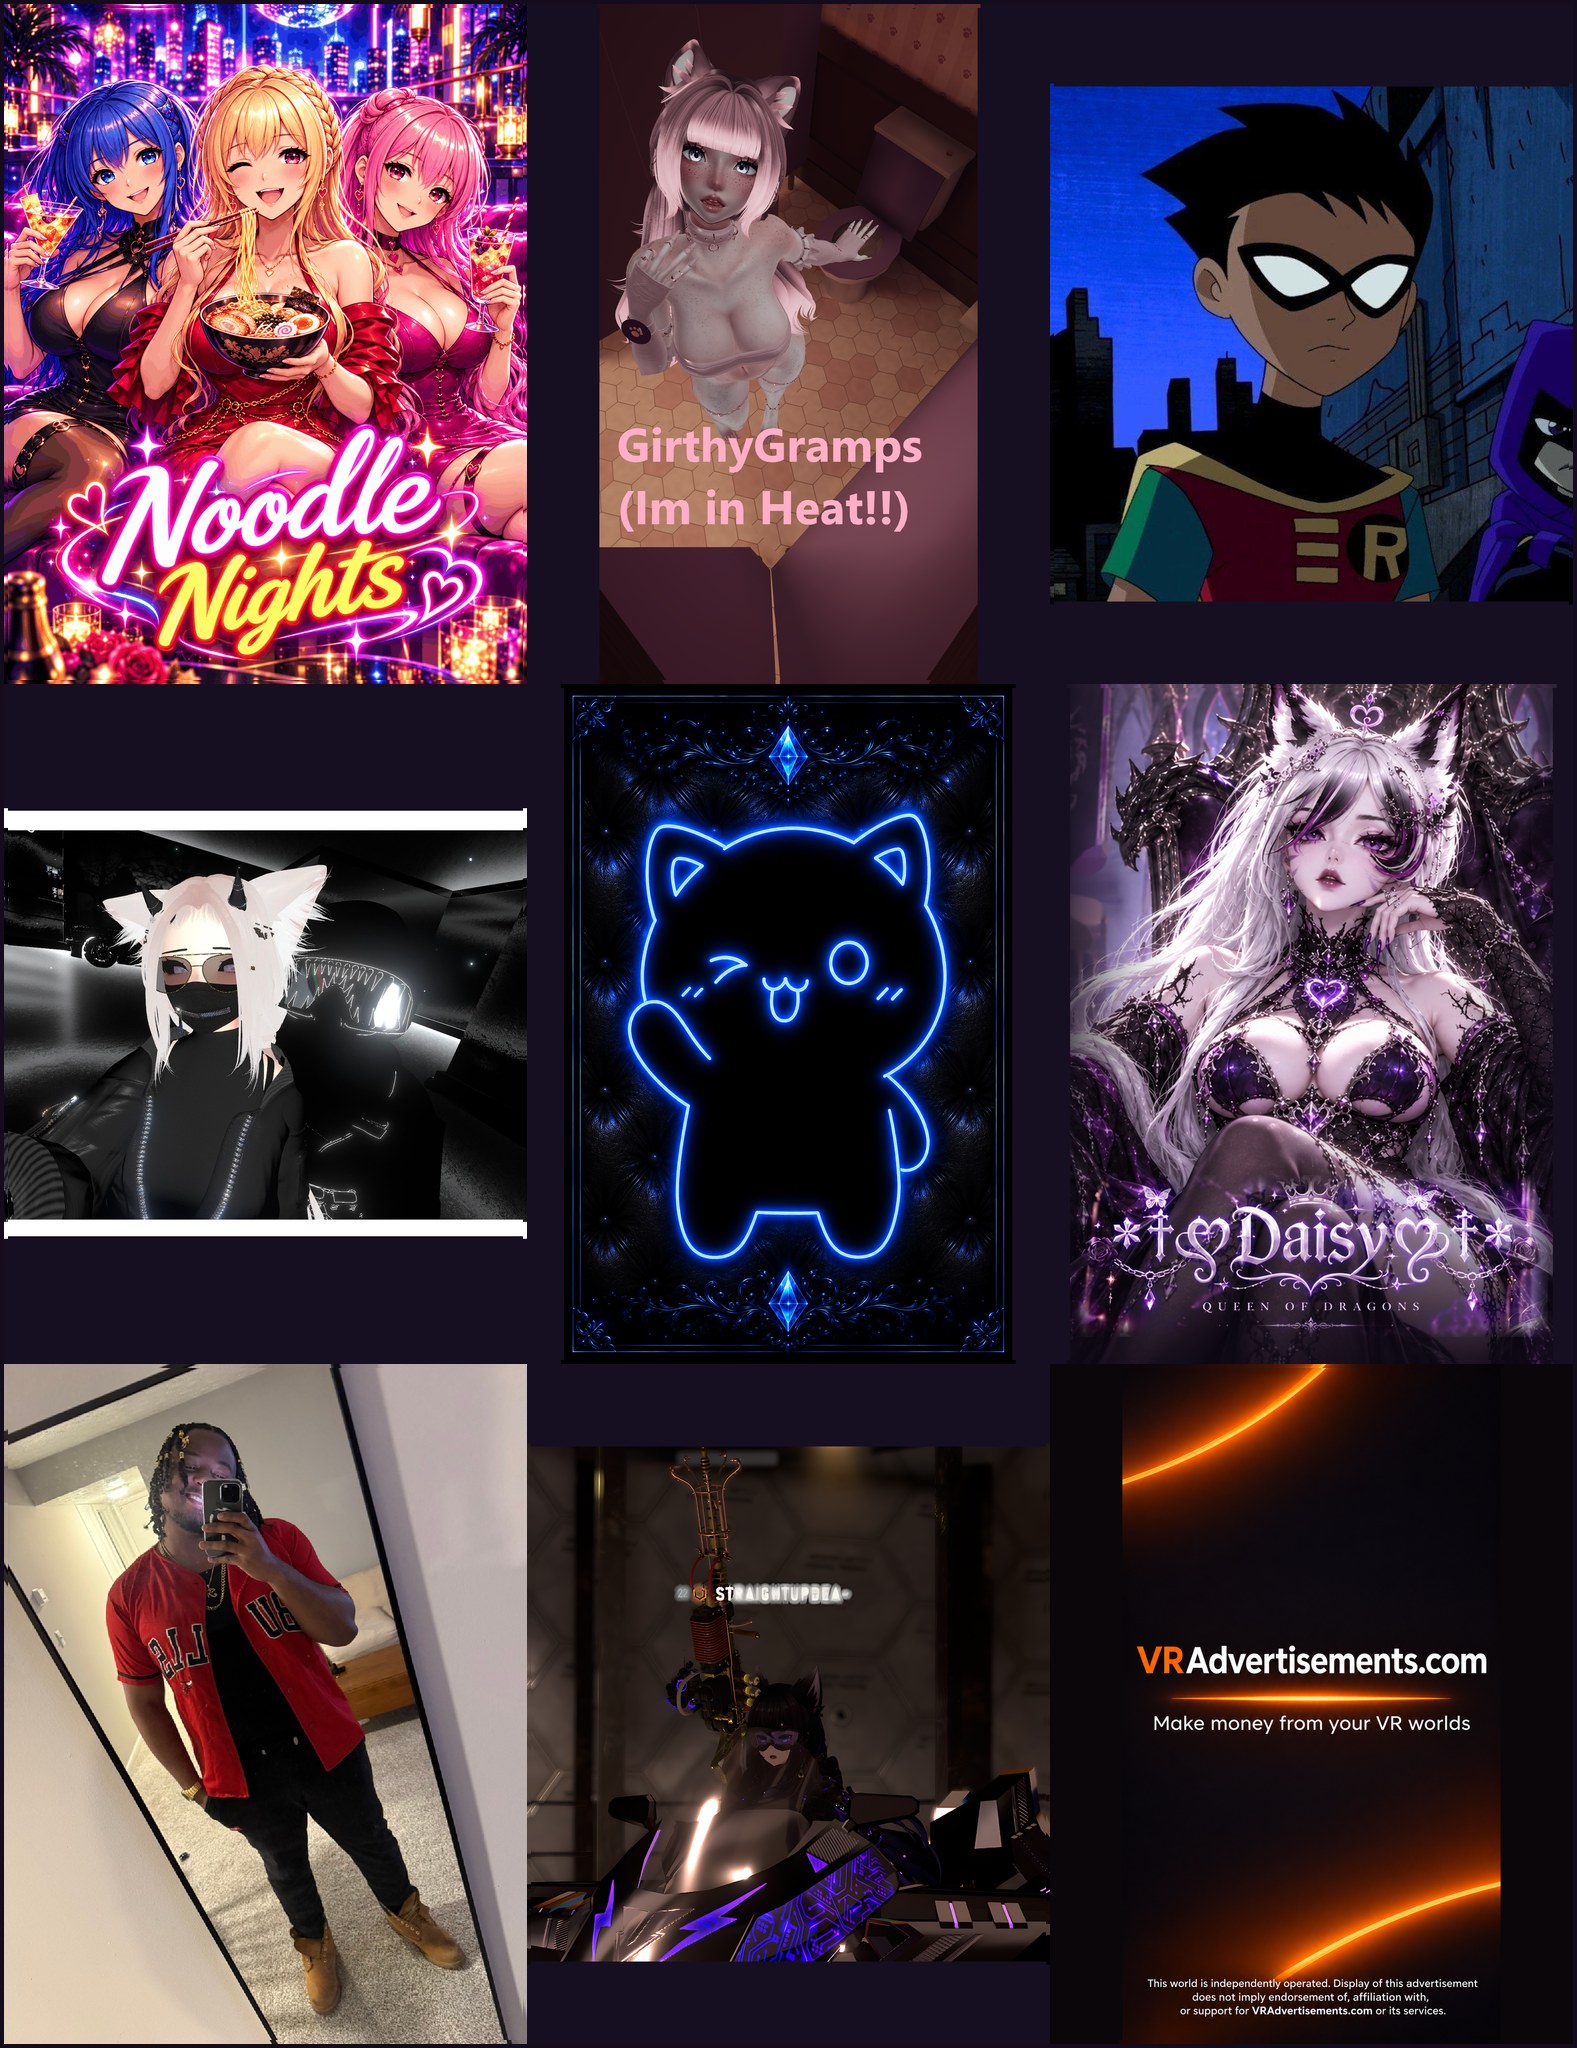 Noodle
Nights
GirthyGramps
(Im in Heat!!)
R
Daisy
QUEEN OF DRAGONS
22 STRAIGHTUPDEA-
VRAdvertisements.com
Make money from your VR worlds
This world is independently operated. Display of this advertisement
does not imply endorsement of, affiliation with,
or support for VRAdvertisements.com or its services.